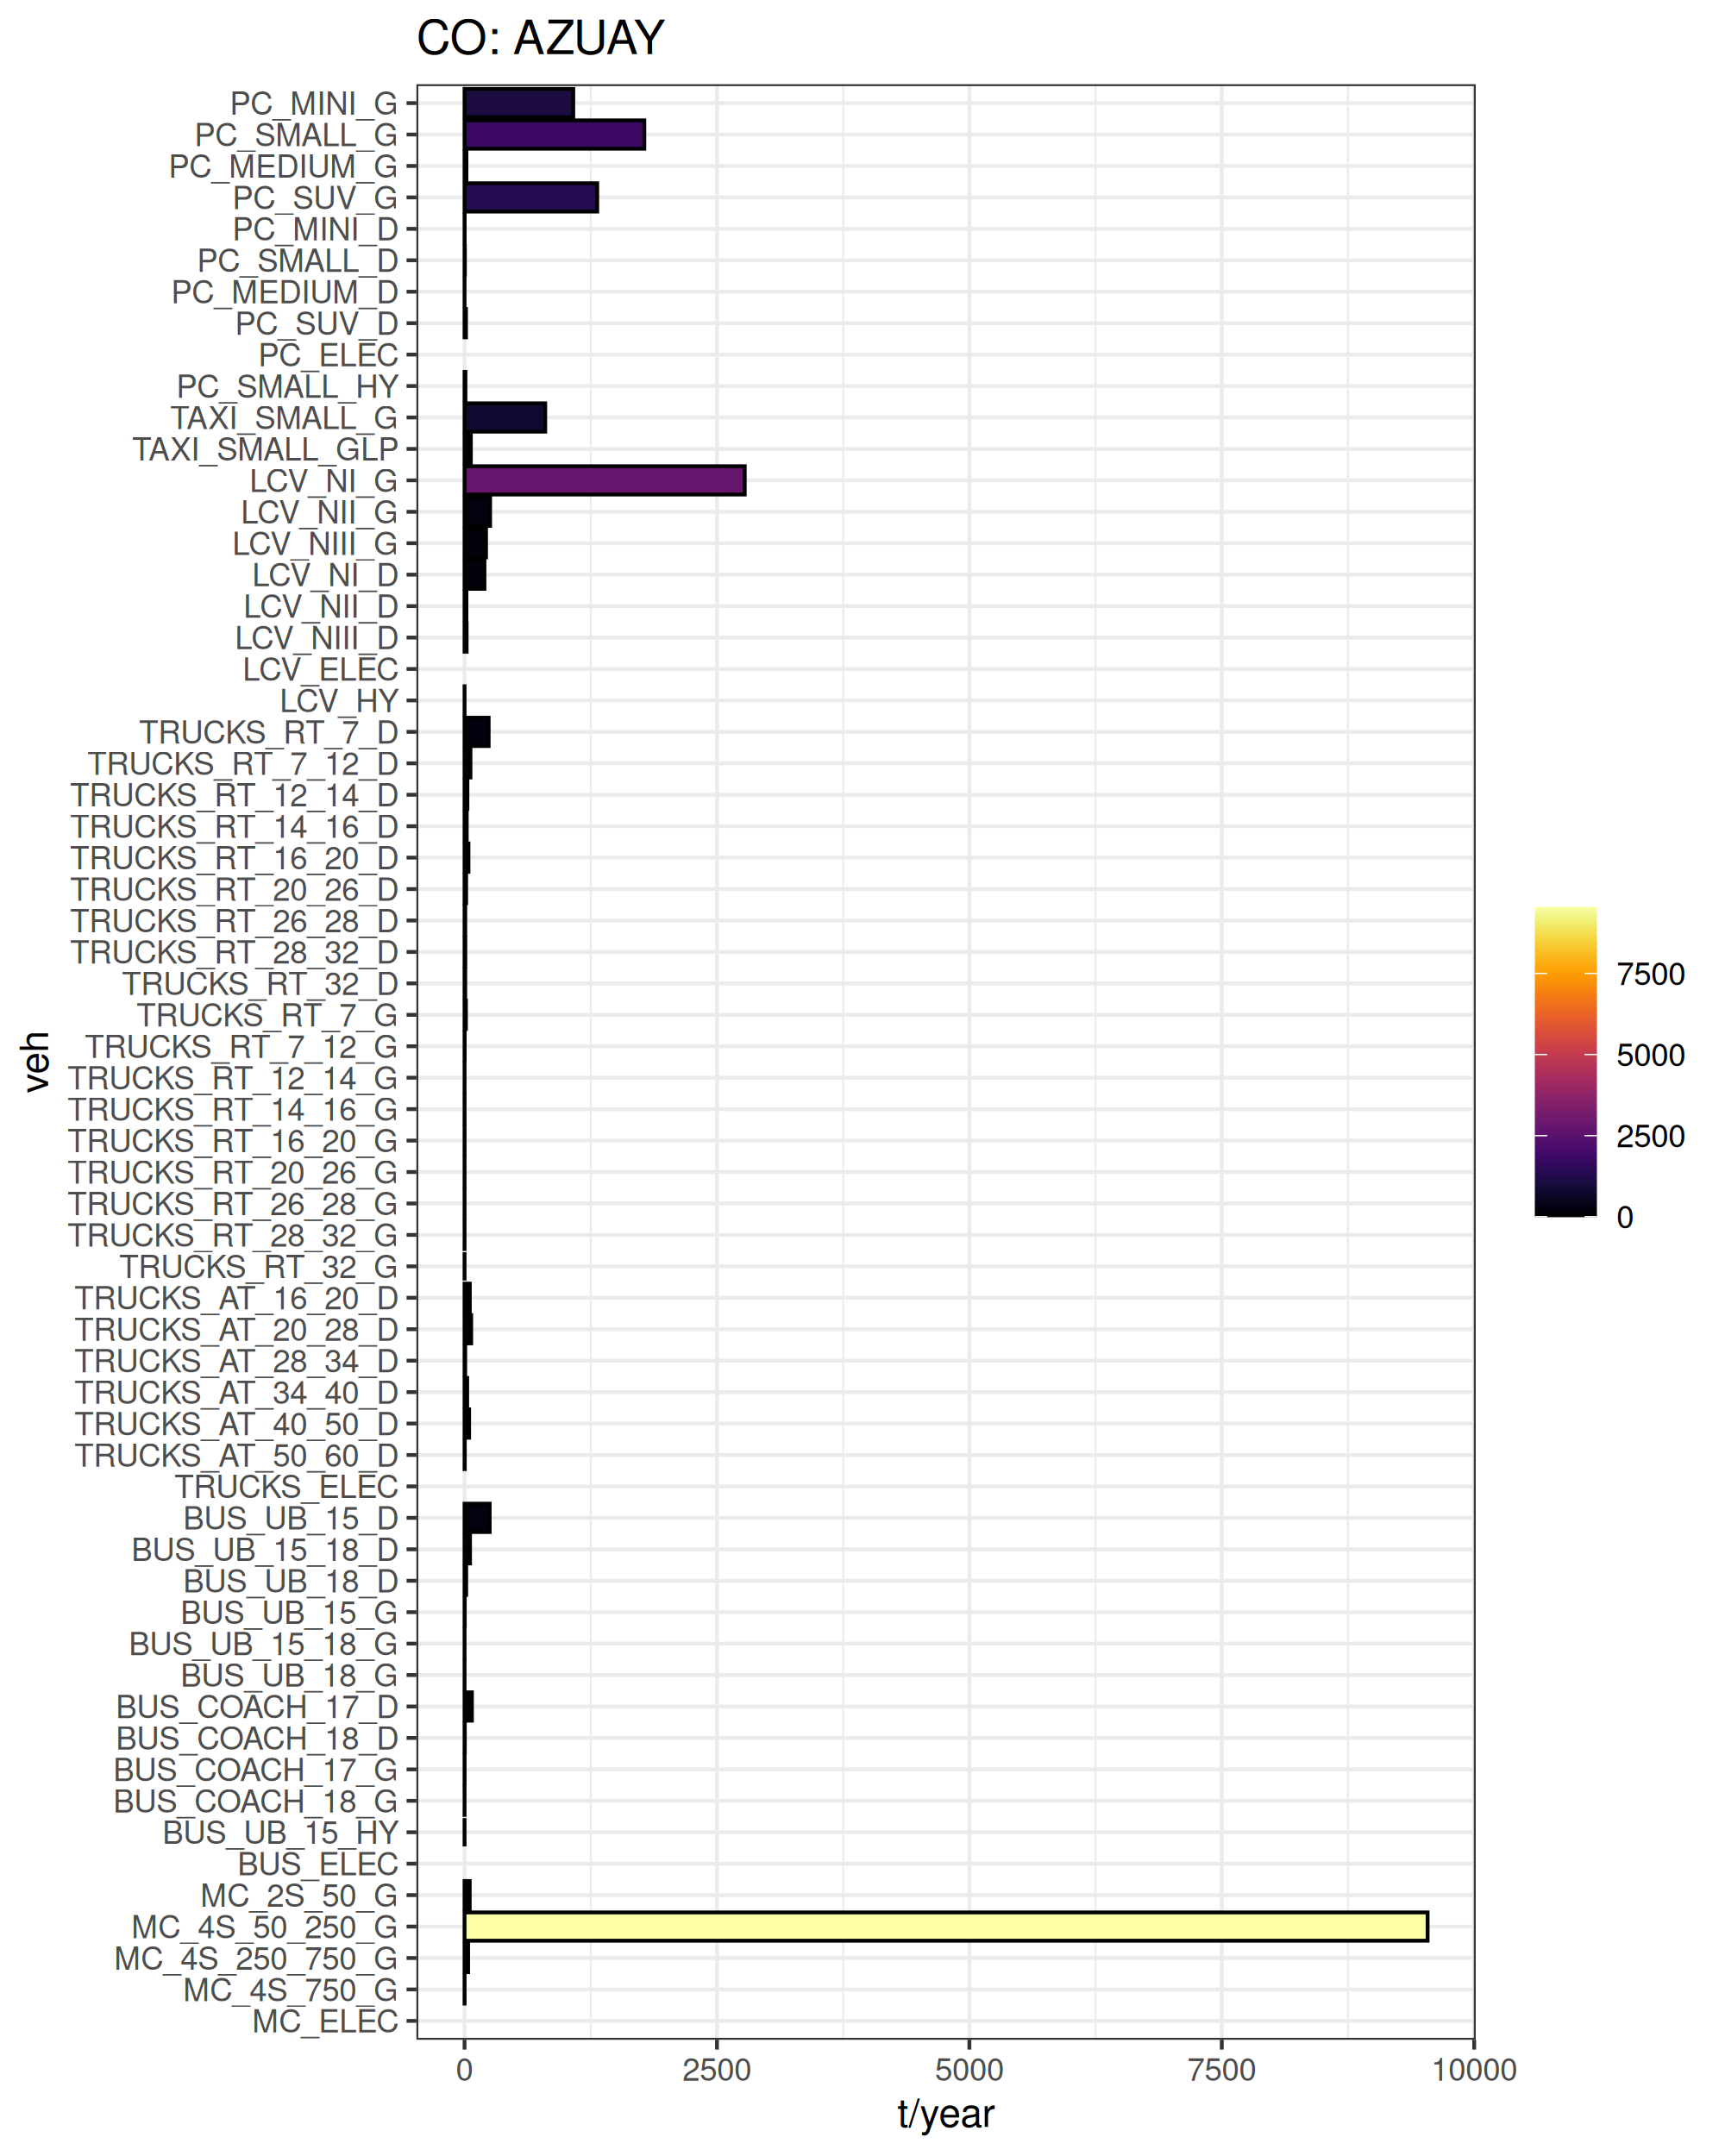 CO: AZUAY
PC_MINI_G
PC_SMALL_G
PC_MEDIUM_G
PC_SUV_G
PC_MINI_D
PC_SMALL_D
PC_MEDIUM_D
PC_SUV_D
PC_ELEC
PC_SMALL_HY
TAXI_SMALL_G
TAXI_SMALL_GLP
LCV_NI_G
LCV_NII_G
LCV_NIII_G
LCV_NI_D
LCV_NII_D
LCV_NIII_D
LCV_ELEC
LCV_HY
TRUCKS_RT_7_D
TRUCKS_RT_7_12_D
TRUCKS_RT_12_14_D
TRUCKS_RT_14_16_D
TRUCKS_RT_16_20_D
TRUCKS_RT_20_26_D
TRUCKS_RT_26_28_D
TRUCKS_RT_28_32_D
TRUCKS_RT_32_D
TRUCKS_RT_7_G
TRUCKS_RT_7_12_G
TRUCKS_RT_12_14_G
TRUCKS_RT_14_16_G
TRUCKS_RT_16_20_G
TRUCKS_RT_20_26_G
TRUCKS_RT_26_28_G
TRUCKS_RT_28_32_G
TRUCKS_RT_32_G
TRUCKS_AT_16_20_D
TRUCKS_AT_20_28_D
TRUCKS_AT_28_34_D
TRUCKS_AT_34_40_D
TRUCKS_AT_40_50_D
TRUCKS_AT_50_60_D
TRUCKS_ELEC
BUS_UB_15_D
BUS_UB_15_18_D
BUS_UB_18_D
BUS_UB_15_G
BUS_UB_15_18_G
BUS_UB_18_G
BUS_COACH_17_D
BUS_COACH_18_D
BUS_COACH_17_G
BUS_COACH_18_G
BUS_UB_15_HY
BUS_ELEC
MC_2S_50_G
MC_4S_50_250_G
MC_4S_250_750_G
MC_4S_750_G
MC_ELEC
veh
0 2500 5000 7500 10000
t/year
7500
5000
2500
0